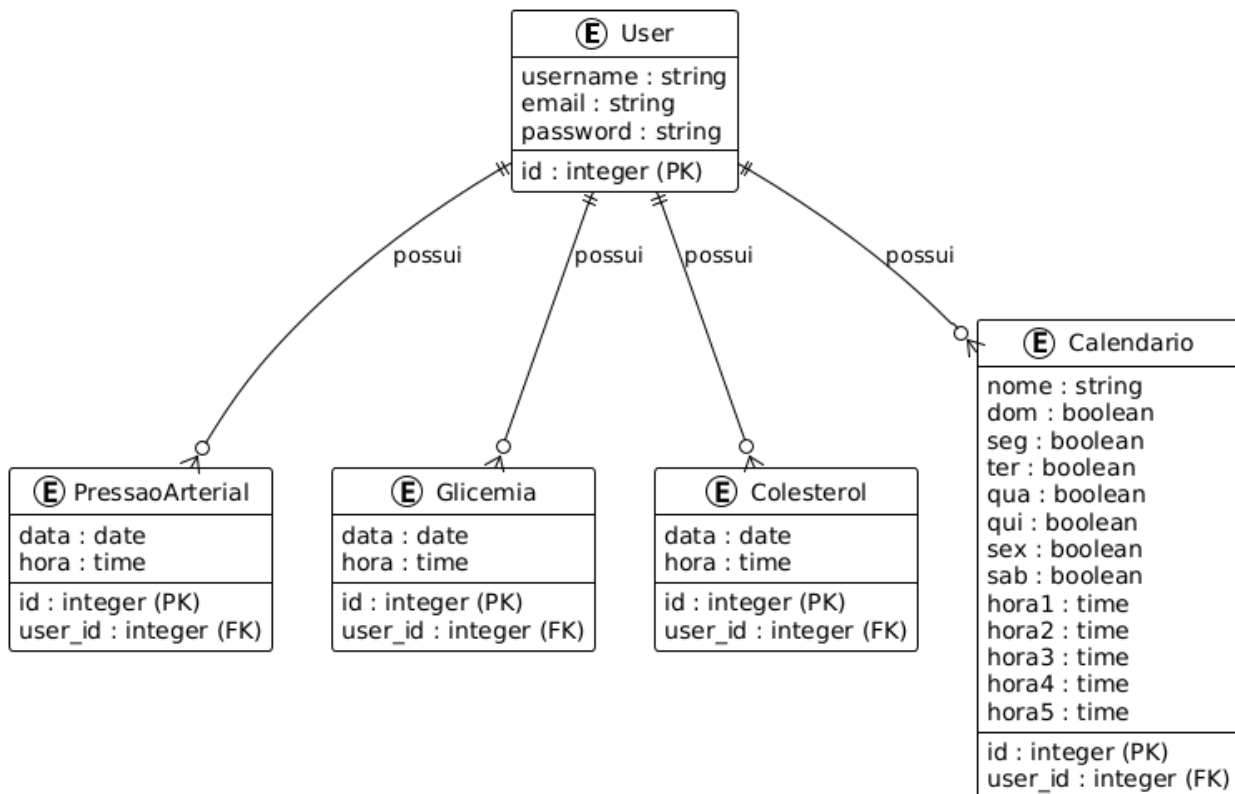 E User
username : string
email : string
password : string
id : integer (PK)
possui
possui
possui
possui
E PressaoArterial
data : date
hora : time
id : integer (PK)
user_id : integer (FK)
E Glicemia
data : date
hora : time
id : integer (PK)
user_id : integer (FK)
E Colesterol
data : date
hora : time
id : integer (PK)
user_id : integer (FK)
E Calendario
nome : string
dom : boolean
seg : boolean
ter : boolean
qua : boolean
qui : boolean
sex : boolean
sab : boolean
hora1 : time
hora2 : time
hora3 : time
hora4 : time
hora5 : time
id : integer (PK)
user_id : integer (FK)